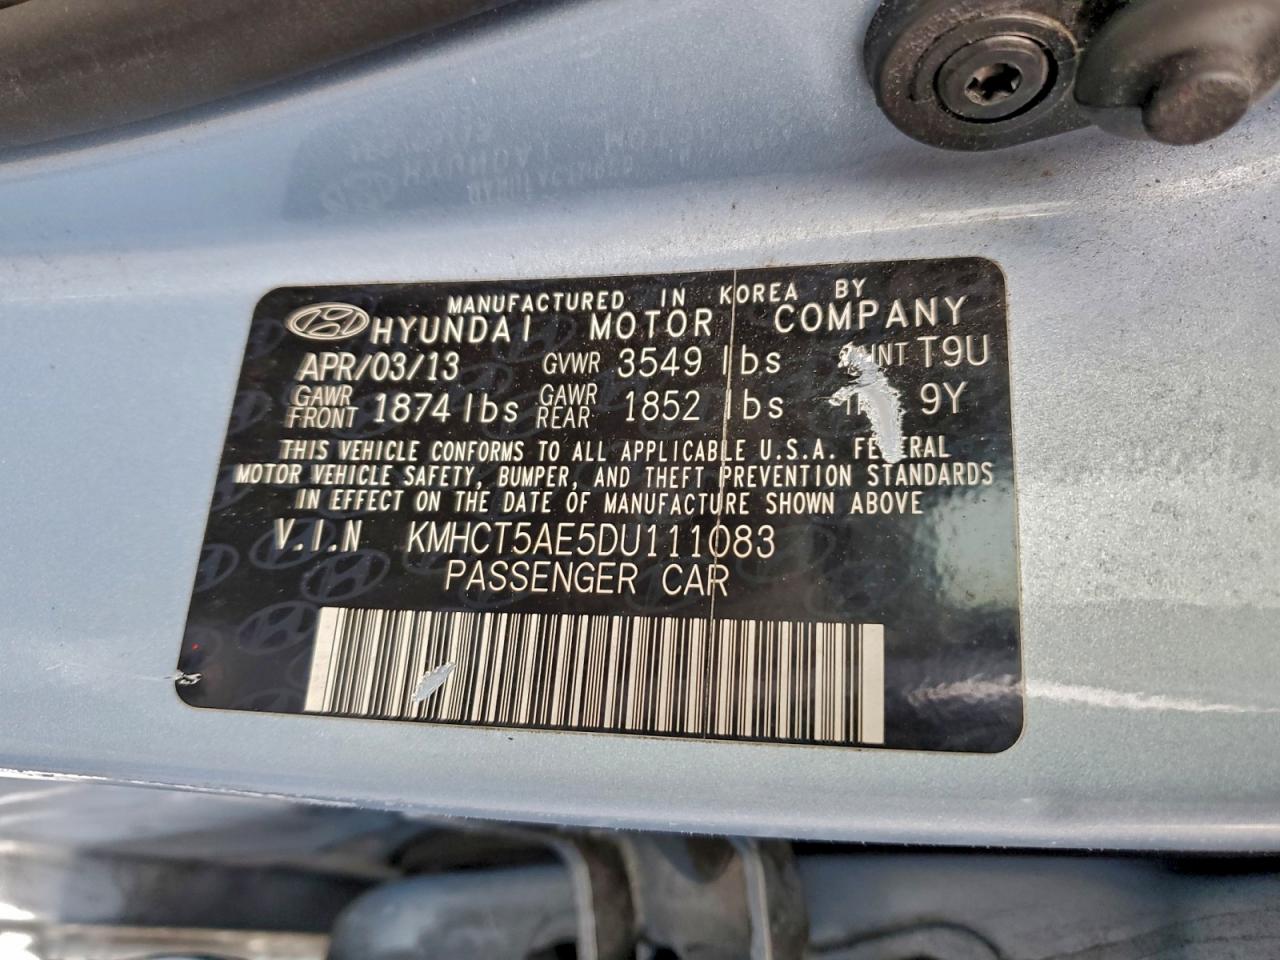 MANUFACTURED IN KOREA BY
HYUNDAI MOTOR COMPANY
APR/03/13 GVWR 3549 lbs PAINT T9U
GAWR FRONT 1874 lbs GAWR REAR 1852 lbs 9Y
THIS VEHICLE CONFORMS TO ALL APPLICABLE U.S.A. FEDERAL
MOTOR VEHICLE SAFETY, BUMPER, AND THEFT PREVENTION STANDARDS
IN EFFECT ON THE DATE OF MANUFACTURE SHOWN ABOVE
V.I.N KMHCT5AE5DU111083
PASSENGER CAR